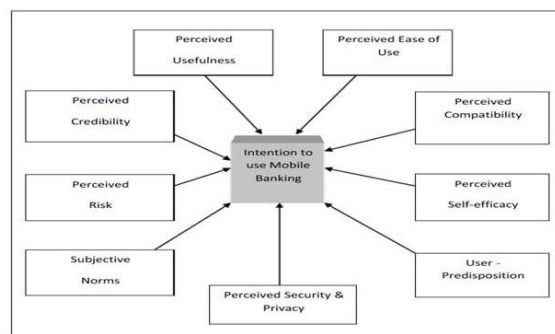 Perceived
Usefulness
Perceived Ease of
Use
Perceived
Credibility
Perceived
Compatibility
Intention to
use Mobile
Banking
Perceived
Risk
Perceived
Self-efficacy
Subjective
Norms
User -
Predisposition
Perceived Security &
Privacy